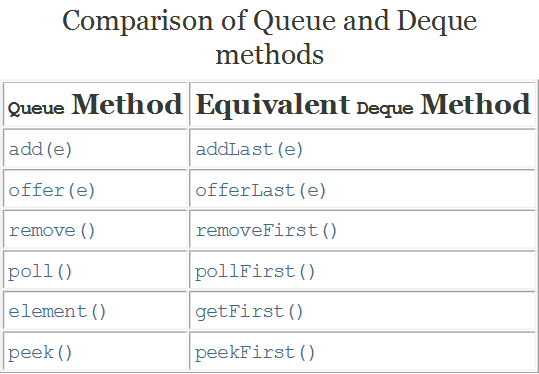 Comparison of Queue and Deque
methods
Queue Method Equivalent Deque Method
add(e) addLast(e)
offer(e) offerLast(e)
remove() removeFirst()
poll() pollFirst()
element() getFirst()
peek() peekFirst()